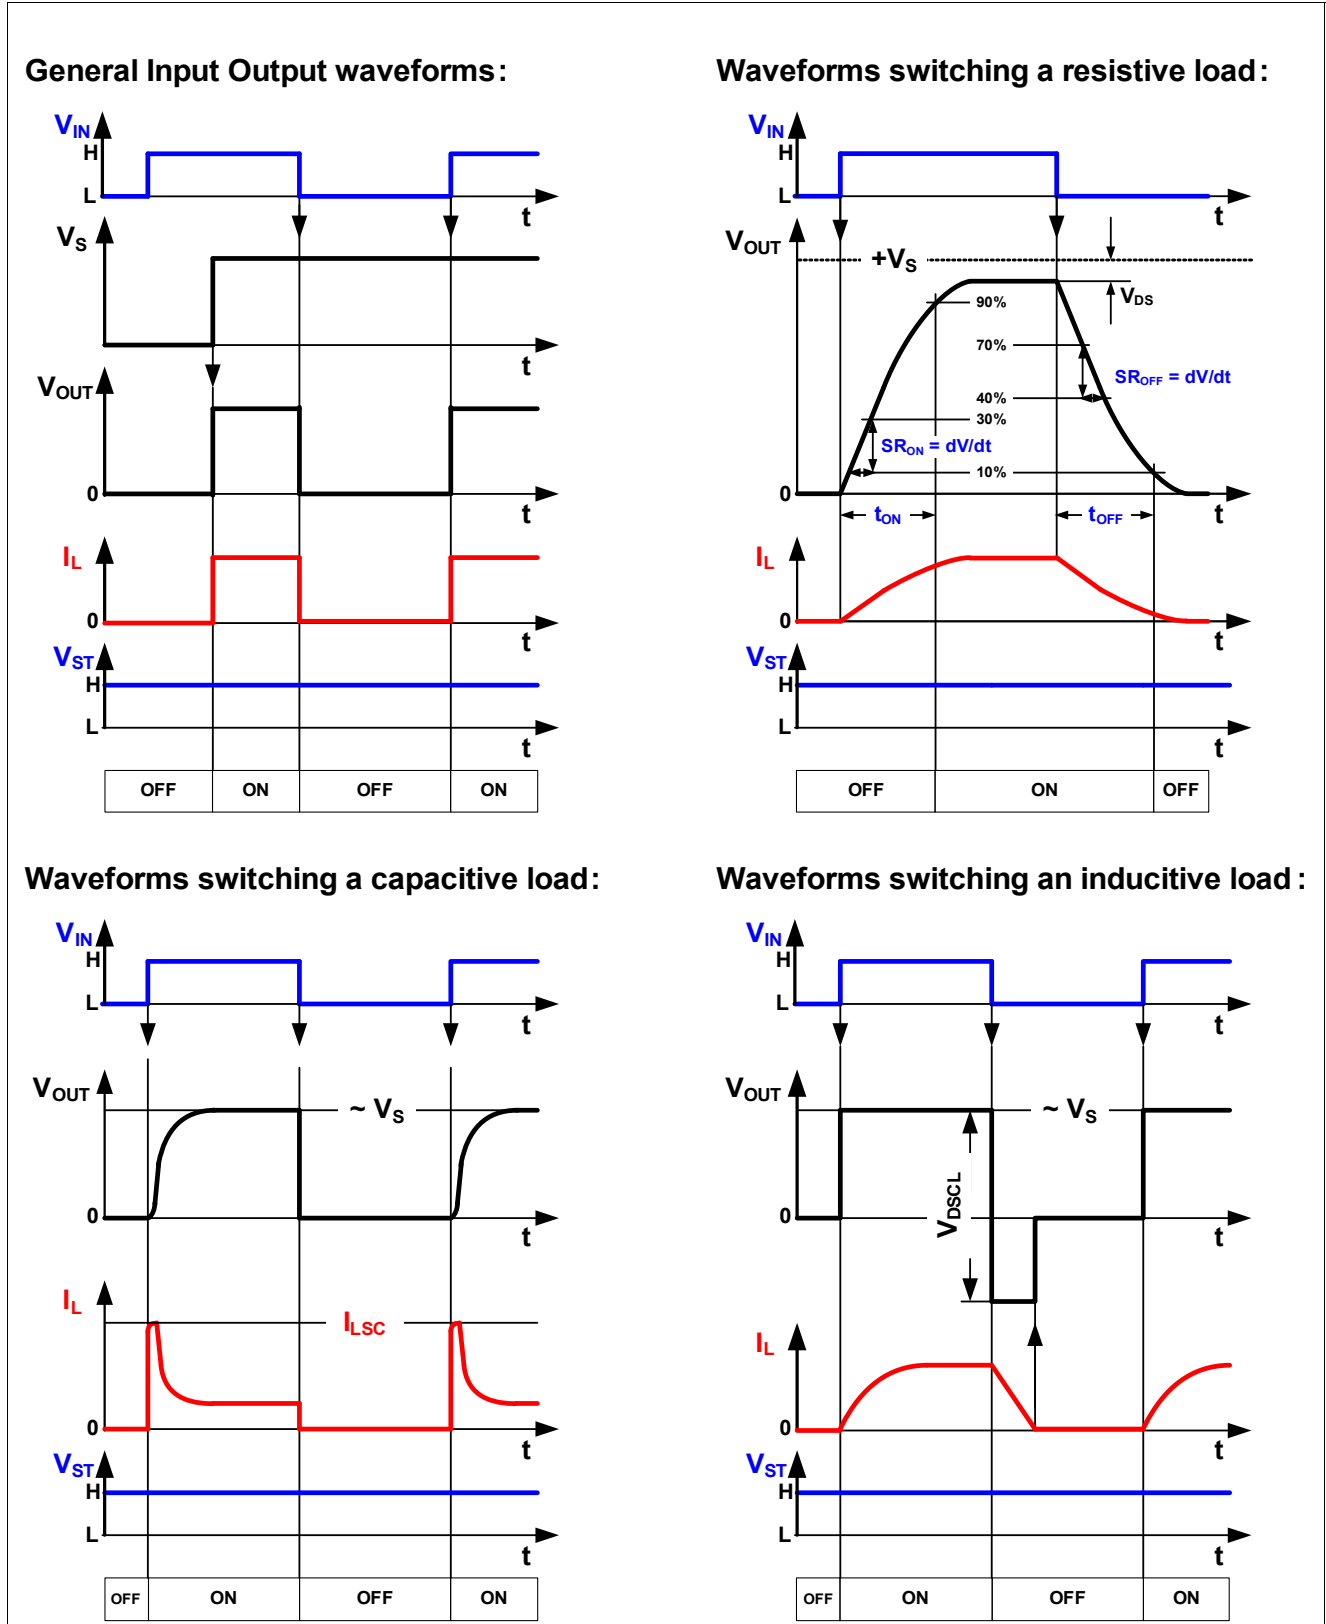 General Input Output waveforms:
VIN
H
L
t
VS
t
VOUT
0
t
IL
0
t
VST
H
L
t
OFF ON OFF ON
Waveforms switching a resistive load:
VIN
H
L
t
VOUT
+VS
VDS
90%
70%
SROFF = dV/dt
40%
30%
SRON = dV/dt
10%
0
t
tON tOFF
IL
0
t
VST
H
L
t
OFF ON OFF
Waveforms switching a capacitive load:
VIN
H
L
t
VOUT
~ VS
0
t
IL
ILSC
0
t
VST
H
L
t
OFF ON OFF ON
Waveforms switching an inducitive load:
VIN
H
L
t
VOUT
~ VS
VDSCL
0
t
IL
0
t
VST
H
L
t
OFF ON OFF ON